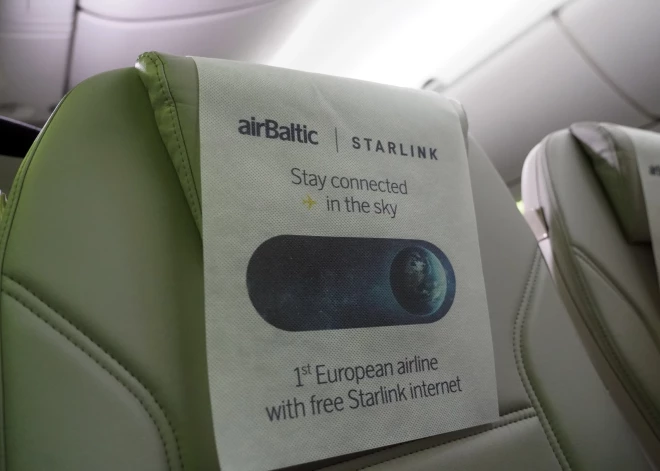 airBaltic | STARLINK
Stay connected
in the sky
1st European airline
with free Starlink internet